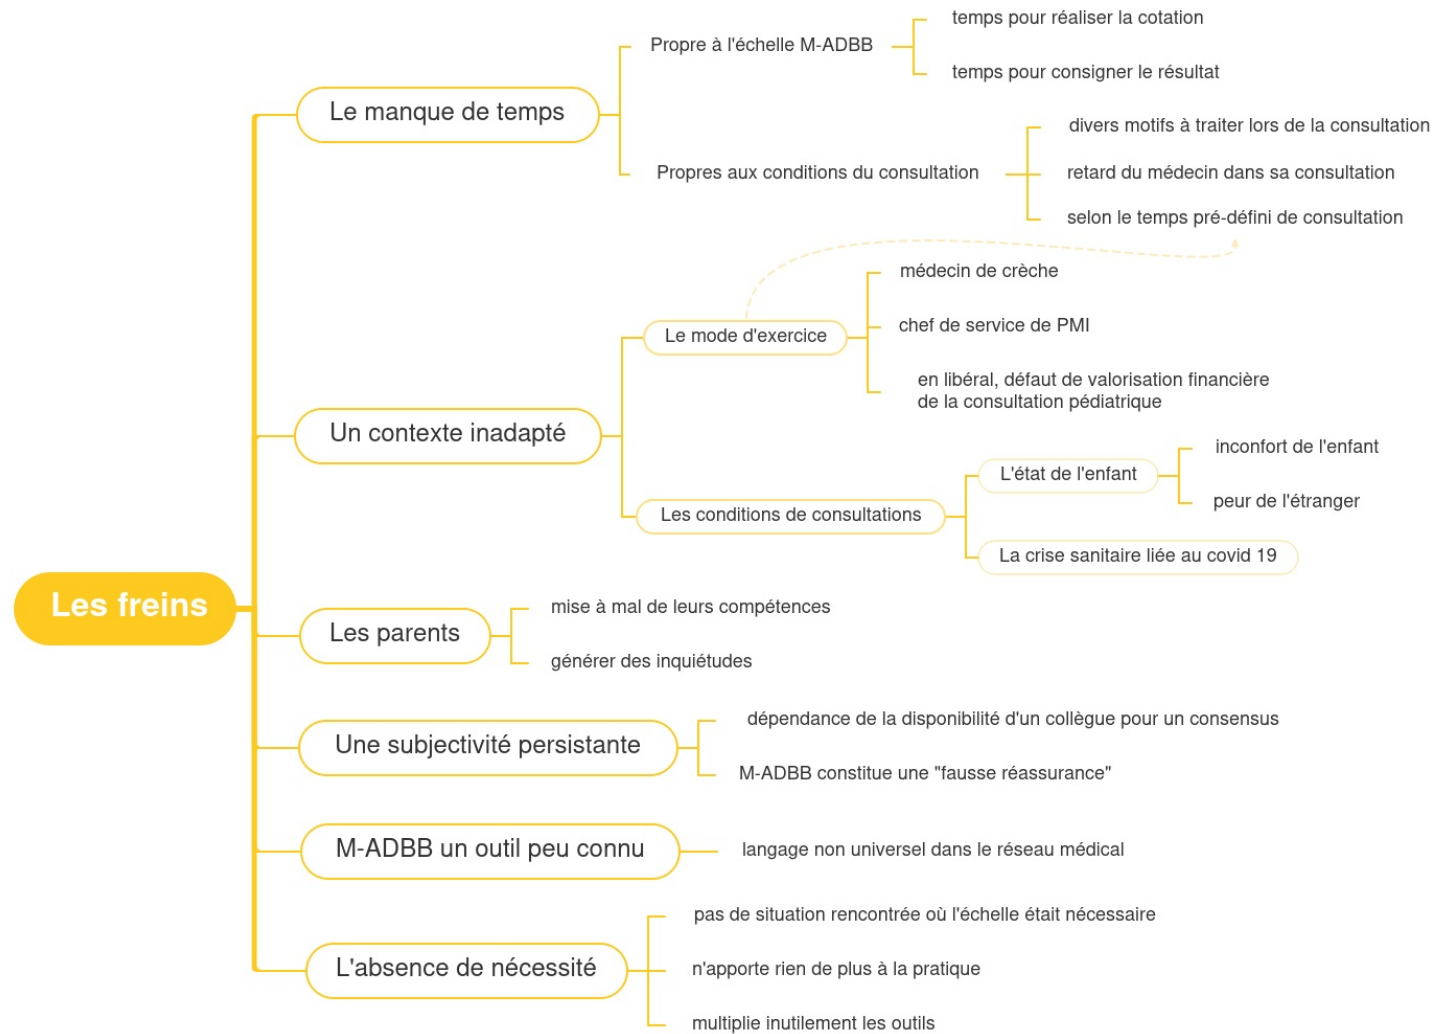 Les freins
Le manque de temps
Propre à l'échelle M-ADBB
temps pour réaliser la cotation
temps pour consigner le résultat
Propres aux conditions du consultation
divers motifs à traiter lors de la consultation
retard du médecin dans sa consultation
selon le temps pré-défini de consultation
Un contexte inadapté
Le mode d'exercice
médecin de crèche
chef de service de PMI
en libéral, défaut de valorisation financière
de la consultation pédiatrique
Les conditions de consultations
L'état de l'enfant
inconfort de l'enfant
peur de l'étranger
La crise sanitaire liée au covid 19
Les parents
mise à mal de leurs compétences
générer des inquiétudes
Une subjectivité persistante
dépendance de la disponibilité d'un collègue pour un consensus
M-ADBB constitue une "fausse réassurance"
M-ADBB un outil peu connu
langage non universel dans le réseau médical
L'absence de nécessité
pas de situation rencontrée où l'échelle était nécessaire
n'apporte rien de plus à la pratique
multiplie inutilement les outils